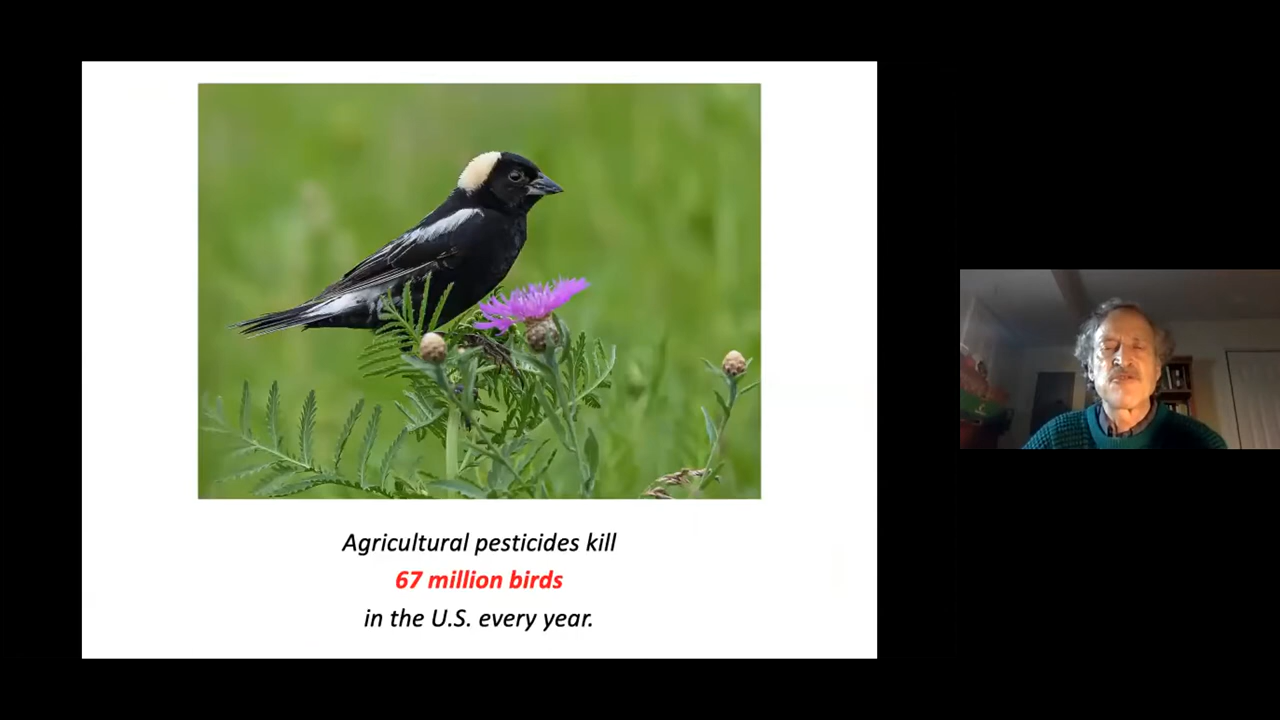 Agricultural pesticides kill
67 million birds
in the U.S. every year.